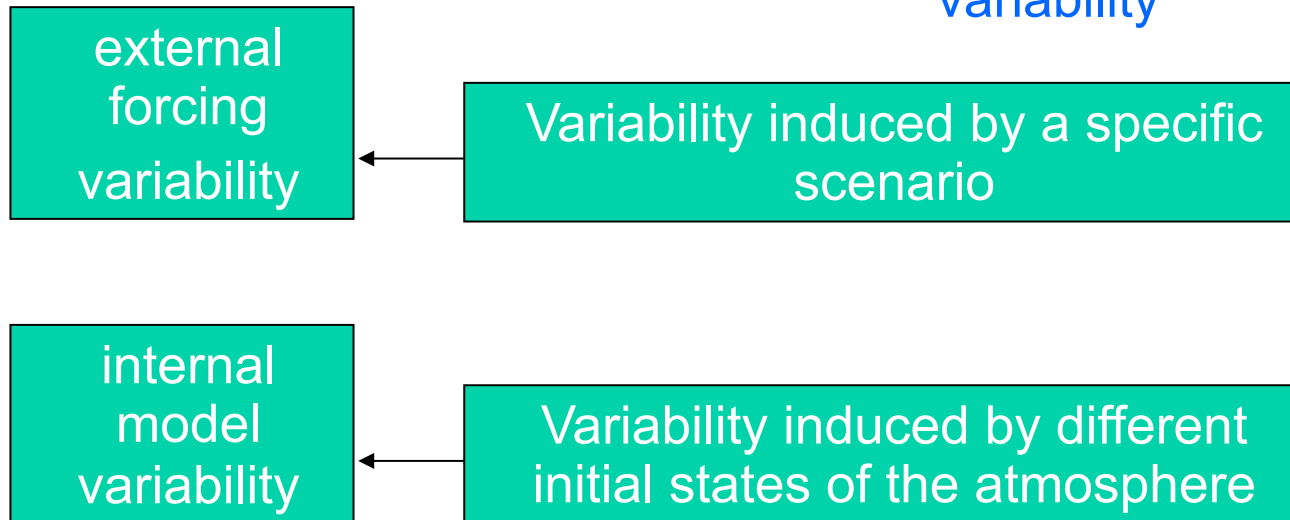 variability
external
forcing
variability
Variability induced by a specific
scenario
internal
model
variability
Variability induced by different
initial states of the atmosphere